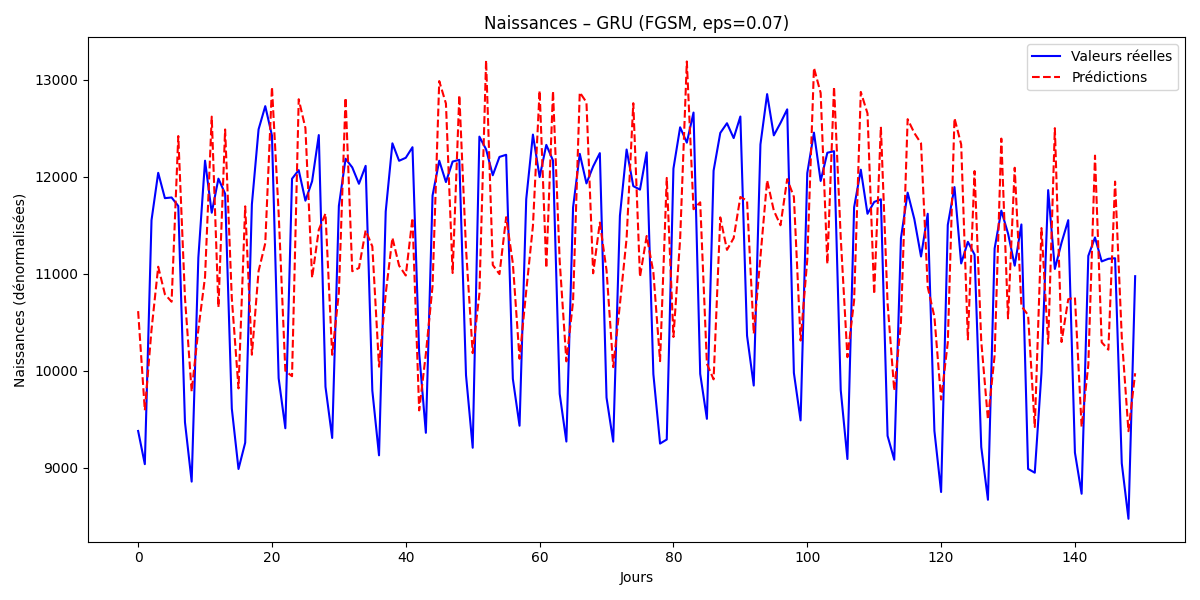 Naissances – GRU (FGSM, eps=0.07)
Valeurs réelles
Prédictions
Naissances (dénormalisées)
13000
12000
11000
10000
9000
0 20 40 60 80 100 120 140
Jours